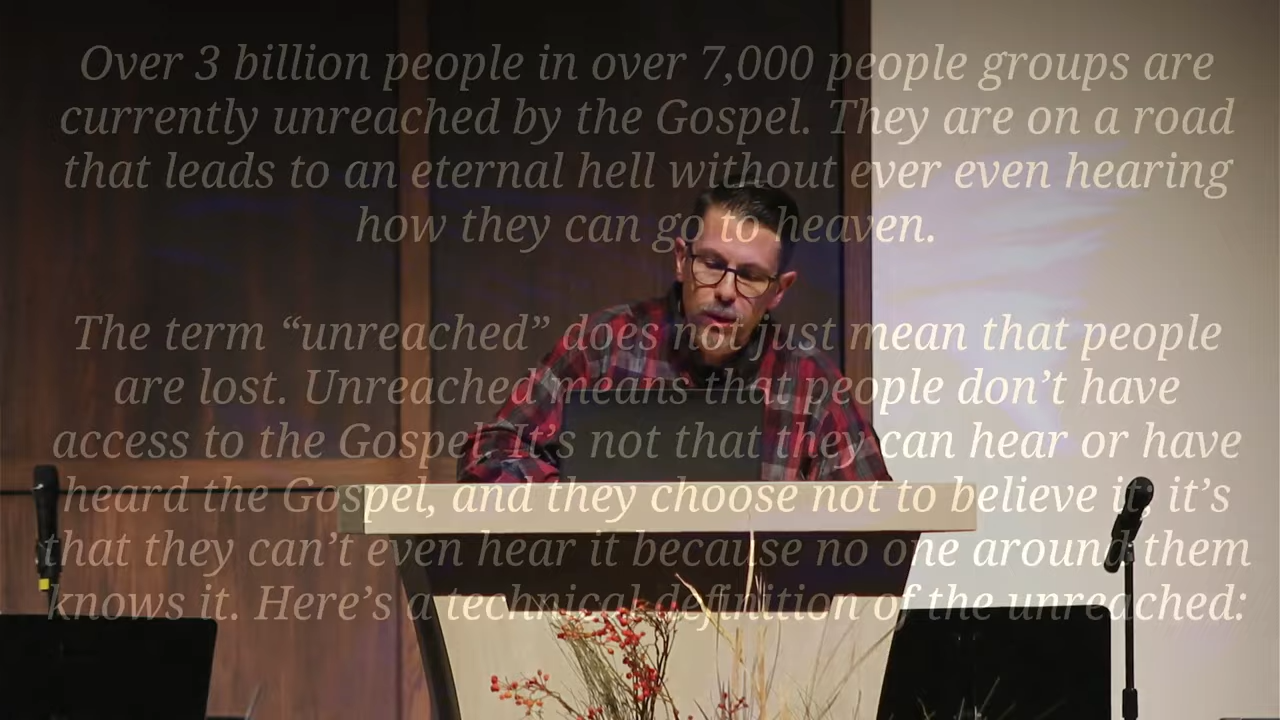 Over 3 billion people in over 7,000 people groups are
currently unreached by the Gospel. They are on a road
that leads to an eternal hell without ever even hearing
how they can go to heaven.
The term “unreached” does not just mean that people
are lost. Unreached means that people don’t have
access to the Gospel. It’s not that they can hear or have
heard the Gospel, and they choose not to believe it, it’s
that they can’t even hear it because no one around them
knows it. Here’s a technical definition of the unreached: